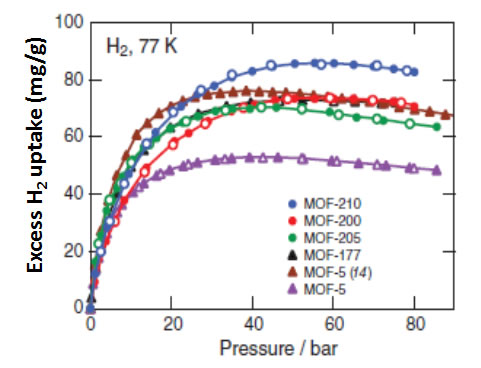 Excess H₂ uptake (mg/g)
100
80
60
40
20
0
H₂, 77 K
MOF-210
MOF-200
MOF-205
MOF-177
MOF-5 (14)
MOF-5
0 20 40 60 80
Pressure / bar